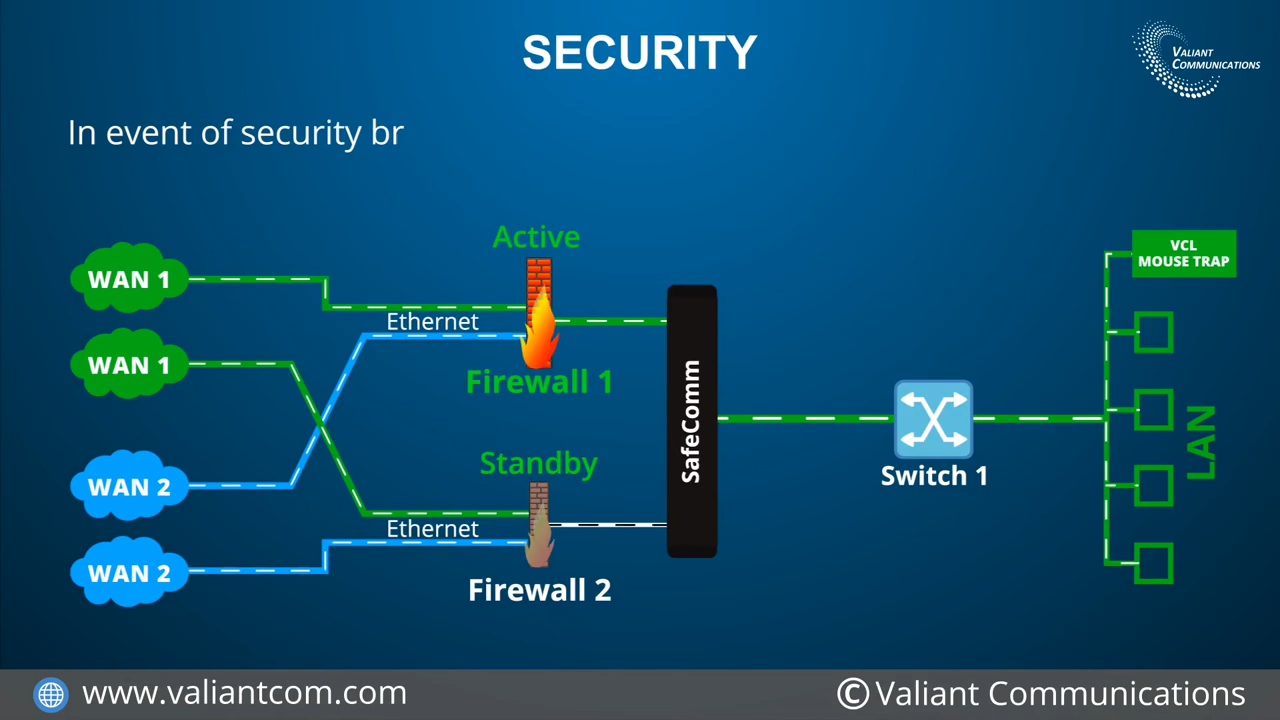 SECURITY
VALIANT
COMMUNICATIONS
In event of security br
Active
VCL
MOUSE TRAP
WAN 1
Ethernet
WAN 1
Firewall 1
SafeComm
LAN
Standby
Switch 1
WAN 2
Ethernet
WAN 2
Firewall 2
www.valiantcom.com
© Valiant Communications